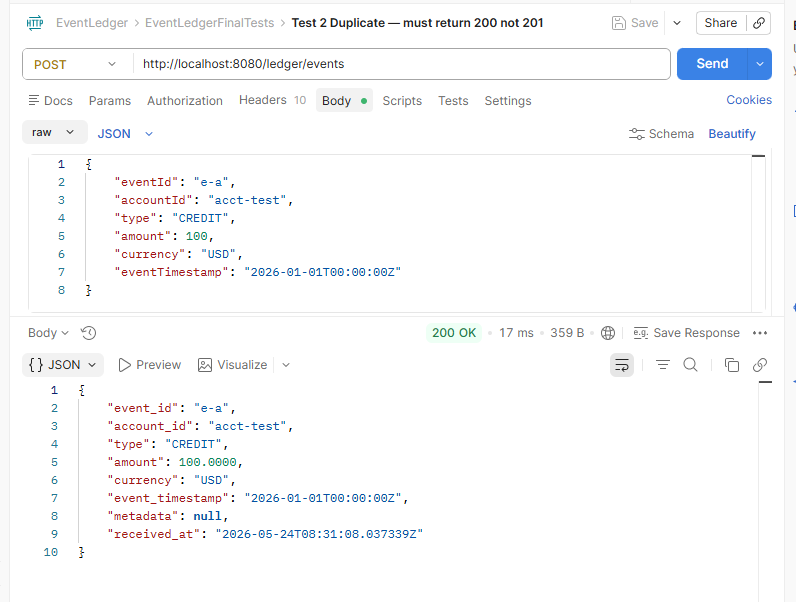 HTTP EventLedger > EventLedgerFinalTests > Test 2 Duplicate — must return 200 not 201 Save Share
POST http://localhost:8080/ledger/events Send
Docs Params Authorization Headers 10 Body Scripts Tests Settings Cookies
raw JSON Schema Beautify
1 {
2 "eventId": "e-a",
3 "accountId": "acct-test",
4 "type": "CREDIT",
5 "amount": 100,
6 "currency": "USD",
7 "eventTimestamp": "2026-01-01T00:00:00Z"
8 }
Body 200 OK • 17 ms • 359 B • e.g. Save Response
{} JSON Preview Visualize
1 {
2 "event_id": "e-a",
3 "account_id": "acct-test",
4 "type": "CREDIT",
5 "amount": 100.0000,
6 "currency": "USD",
7 "event_timestamp": "2026-01-01T00:00:00Z",
8 "metadata": null,
9 "received_at": "2026-05-24T08:31:08.037339Z"
10 }